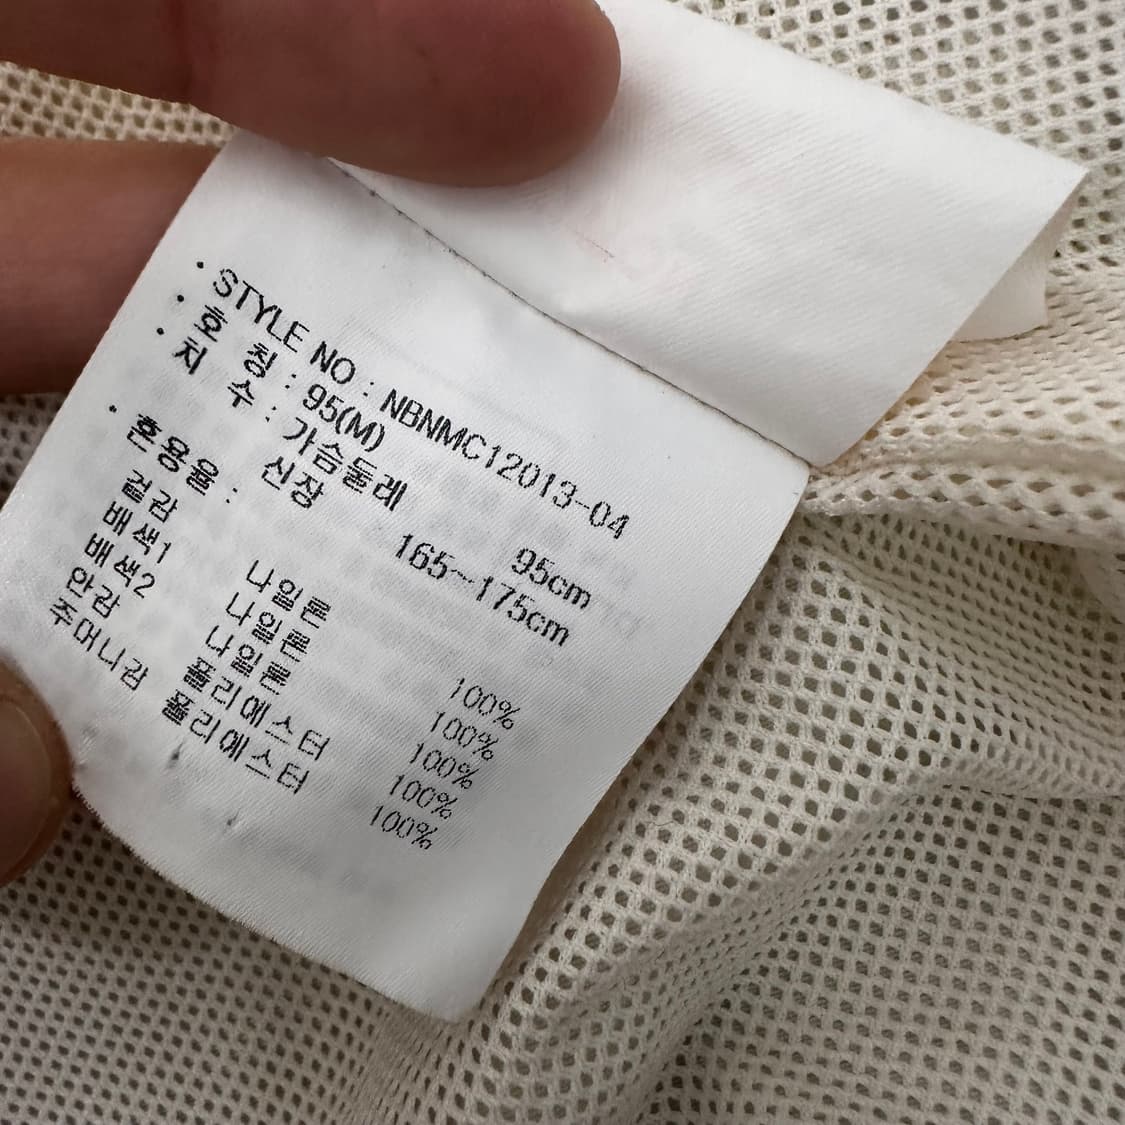 · STYLE NO : NBNMC12013-04
· 호 칭 : 95(M)
· 치 수 : 가슴둘레 95cm
신장 165~175cm
· 혼용율 :
겉감 나일론 100%
배색1 나일론 100%
배색2 나일론 100%
안감 폴리에스터 100%
주머니감 폴리에스터 100%